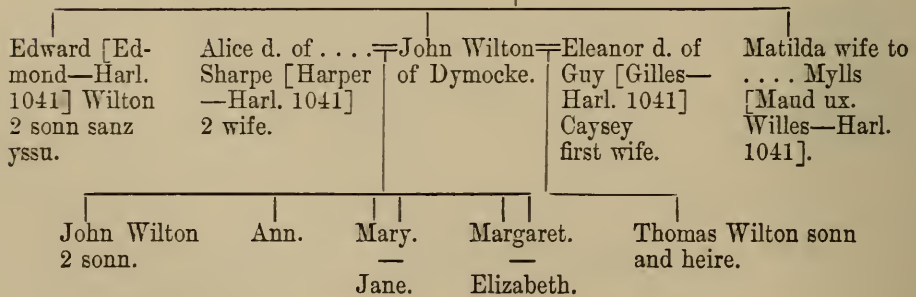 Edward [Ed-
mond—Harl.
1041] Wilton
2 sonn sanz
yssu.
Alice d. of . . . .
Sharpe [Harper
—Harl. 1041]
2 wife.
John Wilton
of Dymocke.
Eleanor d. of
Guy [Gilles—
Harl. 1041]
Caysey
first wife.
Matilda wife to
. . . . Mylls
[Maud ux.
Willes—Harl.
1041].
John Wilton
2 sonn.
Ann.
Mary.
—
Jane.
Margaret.
—
Elizabeth.
Thomas Wilton sonn
and heire.